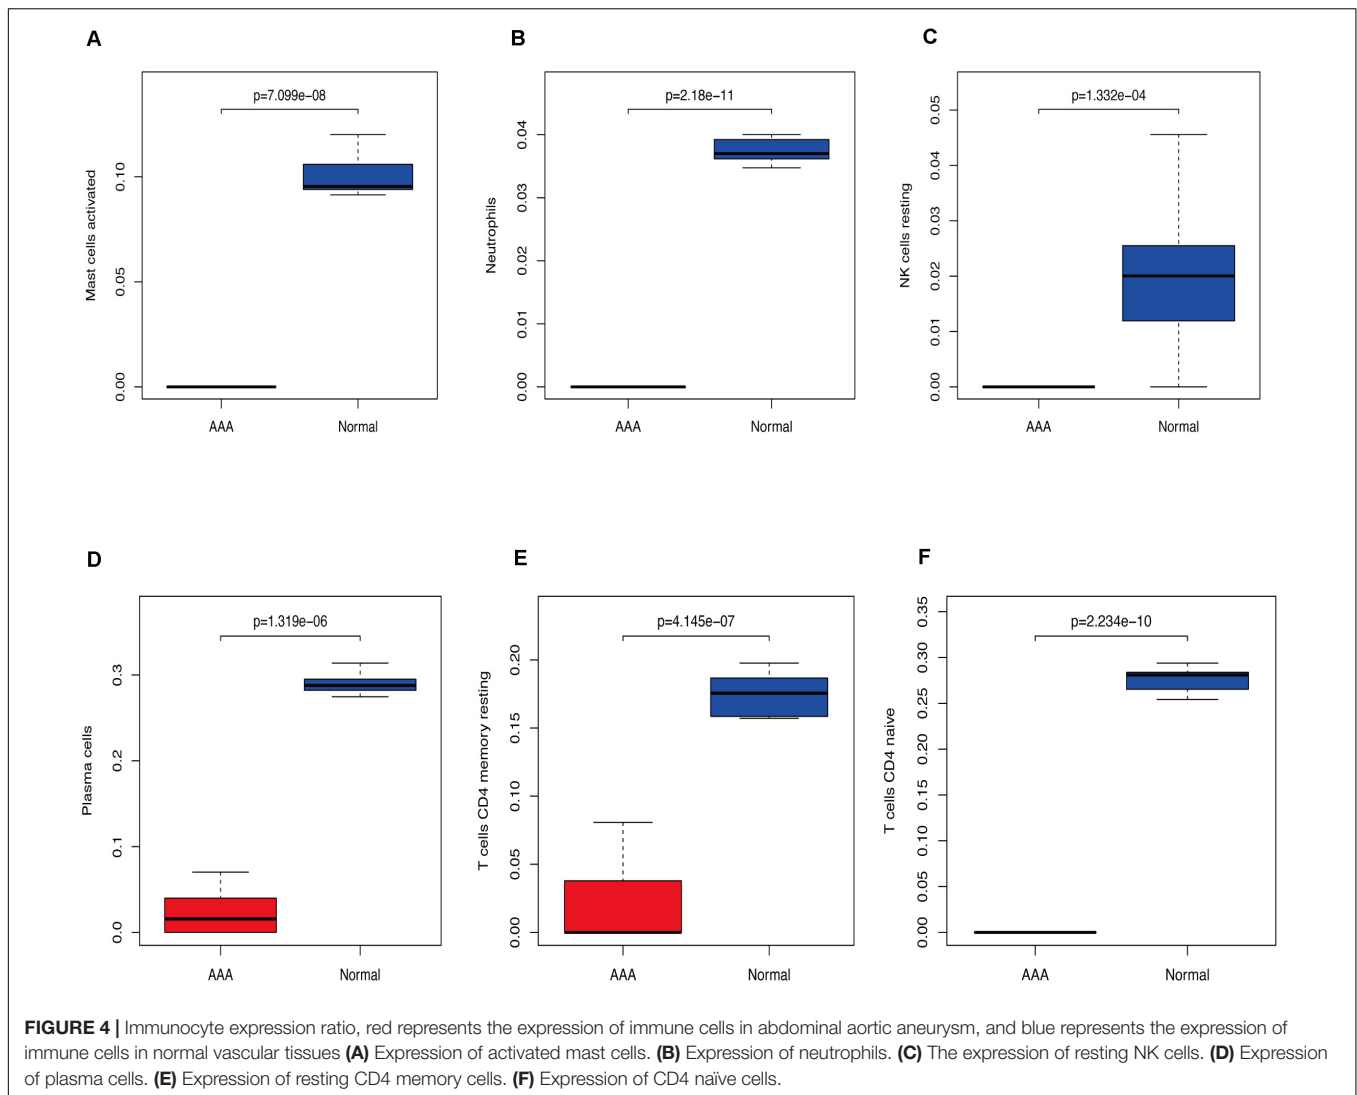 A
p=7.099e−08
Mast cells activated
0.10
0.05
0.00
AAA Normal
B
p=2.18e−11
Neutrophils
0.04
0.03
0.02
0.01
0.00
AAA Normal
C
p=1.332e−04
NK cells resting
0.05
0.04
0.03
0.02
0.01
0.00
AAA Normal
D
p=1.319e−06
Plasma cells
0.3
0.2
0.1
0.0
AAA Normal
E
p=4.145e−07
T cells CD4 memory resting
0.20
0.15
0.10
0.05
0.00
AAA Normal
F
p=2.234e−10
T cells CD4 naive
0.35
0.30
0.25
0.20
0.15
0.10
0.05
0.00
AAA Normal
FIGURE 4 | Immunocyte expression ratio, red represents the expression of immune cells in abdominal aortic aneurysm, and blue represents the expression of
immune cells in normal vascular tissues (A) Expression of activated mast cells. (B) Expression of neutrophils. (C) The expression of resting NK cells. (D) Expression
of plasma cells. (E) Expression of resting CD4 memory cells. (F) Expression of CD4 naïve cells.